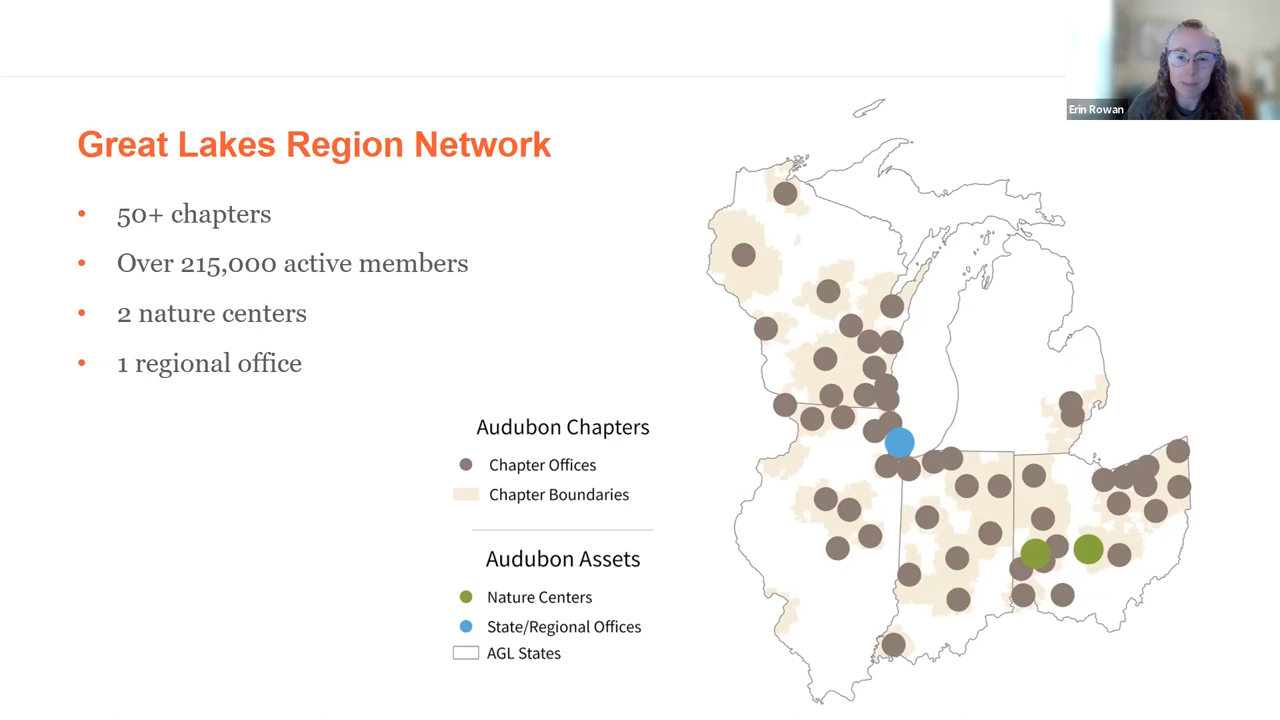 Erin Rowan
Great Lakes Region Network
• 50+ chapters
• Over 215,000 active members
• 2 nature centers
• 1 regional office
Audubon Chapters
Chapter Offices
Chapter Boundaries
Audubon Assets
Nature Centers
State/Regional Offices
AGL States